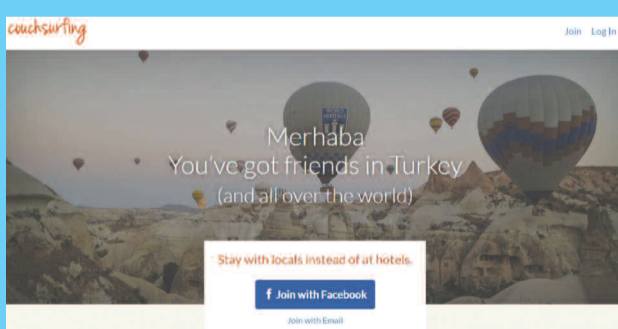 couchsurfing
Join Log In
Merhaba
You've got friends in Turkey
(and all over the world)
Stay with locals instead of at hotels.
f Join with Facebook
Join with Email